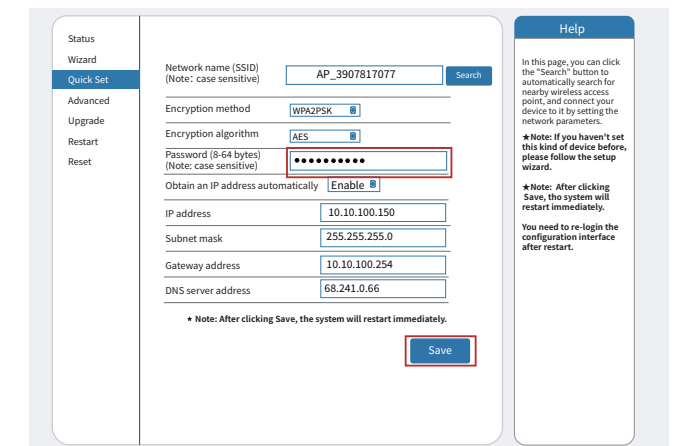 Status
Wizard
Quick Set
Advanced
Upgrade
Restart
Reset
Network name (SSID)
(Note: case sensitive)
AP_3907817077
Search
Encryption method
WPA2PSK
Encryption algorithm
AES
Password (8-64 bytes)
(Note: case sensitive)
●●●●●●●●●●
Obtain an IP address automatically
Enable
IP address
10.10.100.150
Subnet mask
255.255.255.0
Gateway address
10.10.100.254
DNS server address
68.241.0.66
★ Note: After clicking Save, the system will restart immediately.
Save
Help
In this page, you can click
the "Search" button to
automatically search for
nearby wireless access
point, and connect your
device to it by setting the
network parameters.
★Note: If you haven't set
this kind of device before,
please follow the setup
wizard.
★Note: After clicking
Save, tho system will
restart immediately.
You need to re-login the
configuration interface
after restart.